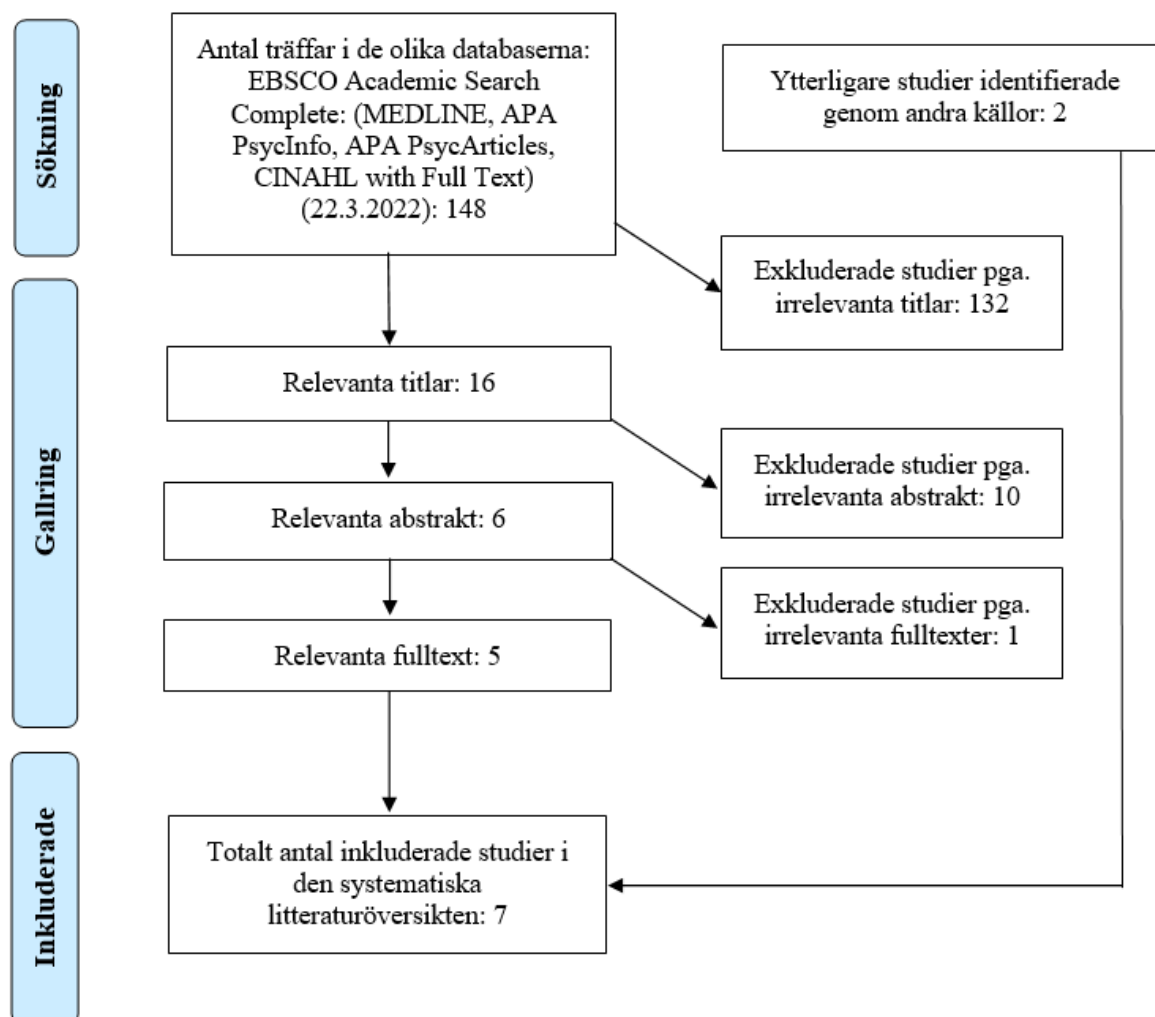 Sökning
Antal träffar i de olika databaserna:
EBSCO Academic Search
Complete: (MEDLINE, APA
PsycInfo, APA PsycArticles,
CINAHL with Full Text)
(22.3.2022): 148
Ytterligare studier identifierade
genom andra källor: 2
Exkluderade studier pga.
irrelevanta titlar: 132
Gallring
Relevanta titlar: 16
Exkluderade studier pga.
irrelevanta abstrakt: 10
Relevanta abstrakt: 6
Exkluderade studier pga.
irrelevanta fulltexter: 1
Relevanta fulltext: 5
Inkluderade
Totalt antal inkluderade studier i
den systematiska
litteraturöversikten: 7